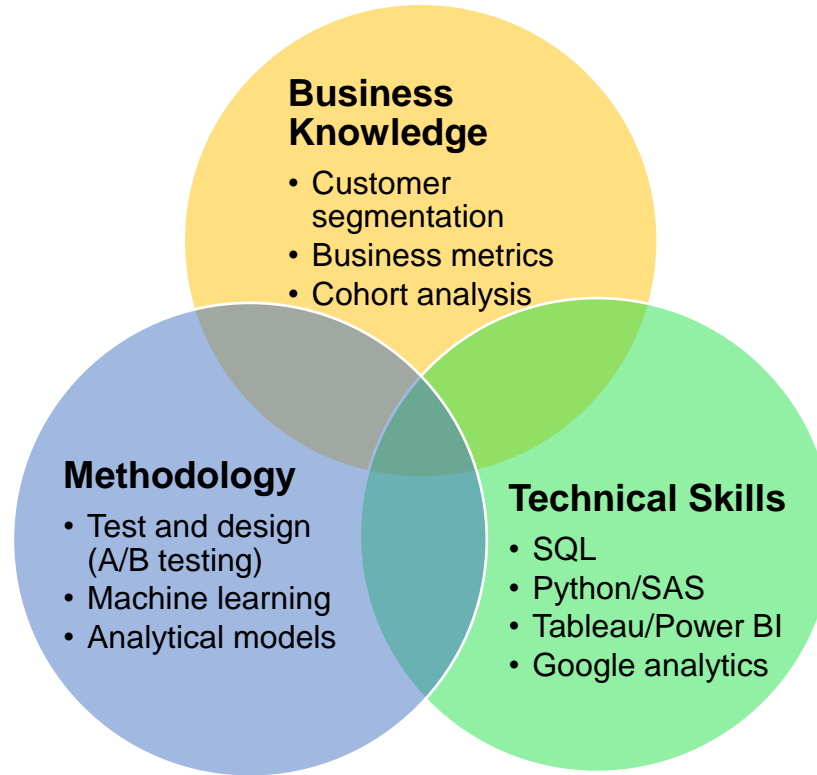 Business
Knowledge
• Customer
segmentation
• Business metrics
• Cohort analysis
Methodology
• Test and design
(A/B testing)
• Machine learning
• Analytical models
Technical Skills
• SQL
• Python/SAS
• Tableau/Power BI
• Google analytics